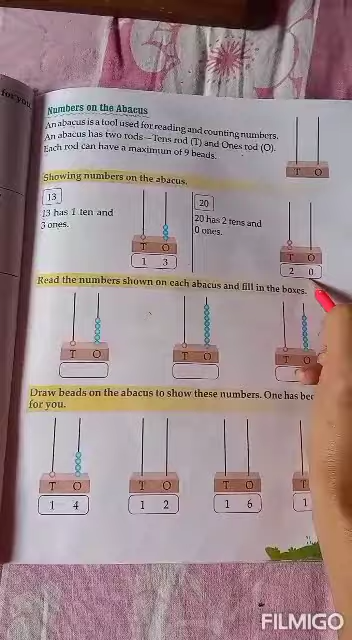 for you
Numbers on the Abacus
An abacus is a tool used for reading and counting numbers.
An abacus has two rods—Tens rod (T) and Ones rod (O).
Each rod can have a maximum of 9 beads.
T O
Showing numbers on the abacus.
13
13 has 1 ten and
3 ones.
T O
1 3
20
20 has 2 tens and
0 ones.
T O
2 0
Read the numbers shown on each abacus and fill in the boxes.
T O
T O
T O
Draw beads on the abacus to show these numbers. One has
for you.
T O
1 4
T O
1 2
T O
1 6
T
1
FILMIGO